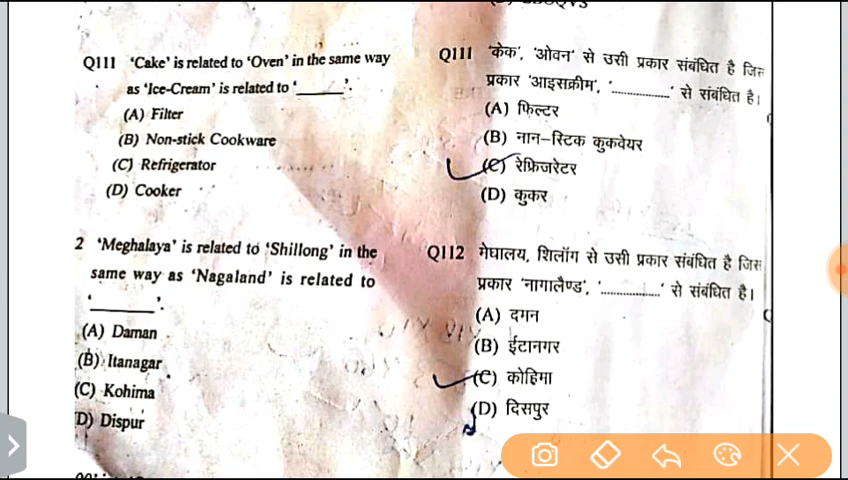 Q111 ‘Cake’ is related to ‘Oven’ in the same way
as ‘Ice-Cream’ is related to ‘______’.
(A) Filter
(B) Non-stick Cookware
(C) Refrigerator
(D) Cooker
2 ‘Meghalaya’ is related to ‘Shillong’ in the
same way as ‘Nagaland’ is related to
‘______’.
(A) Daman
(B) Itanagar
(C) Kohima
D) Dispur
Q111 ‘केक’, ‘ओवन’ से उसी प्रकार संबंधित है जिस
प्रकार ‘आइसक्रीम’, ‘...............’ से संबंधित है।
(A) फिल्टर
(B) नान-स्टिक कुकवेयर
(C) रेफ्रिजरेटर
(D) कुकर
Q112 मेघालय, शिलॉग से उसी प्रकार संबंधित है जिस
प्रकार ‘नागालैण्ड’, ‘...............’ से संबंधित है।
(A) दगन
(B) ईटानगर
(C) कोहिमा
(D) दिसपुर